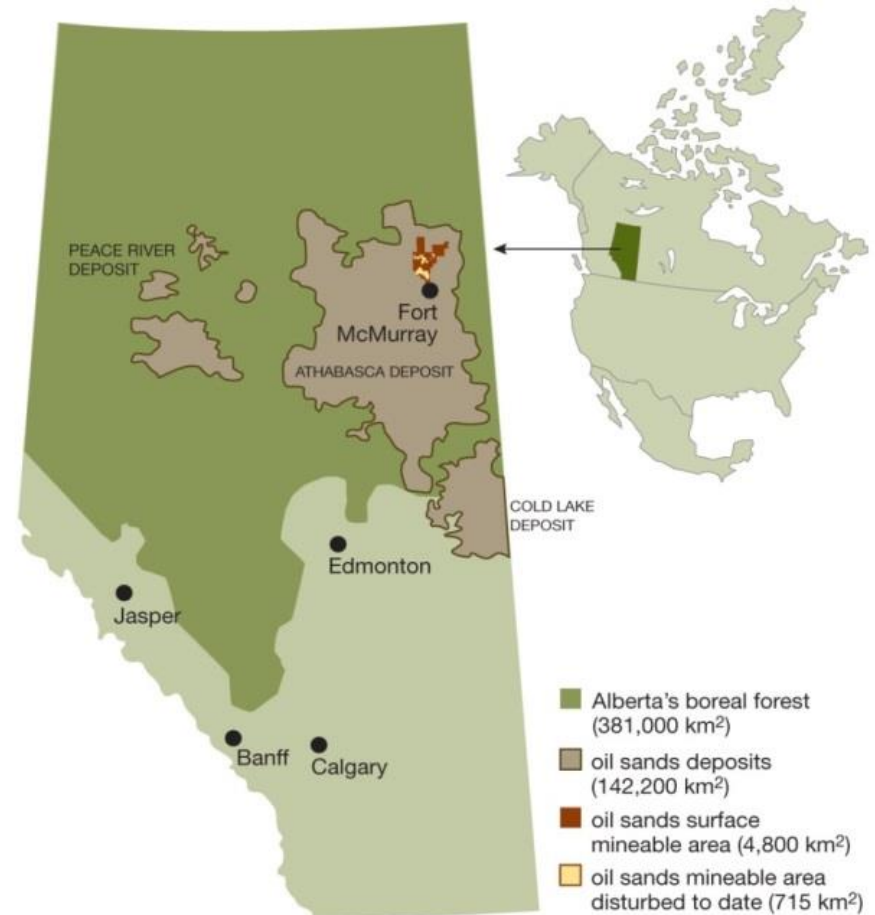 PEACE RIVER
DEPOSIT
Fort
McMurray
ATHABASCA DEPOSIT
COLD LAKE
DEPOSIT
Edmonton
Jasper
Banff
Calgary
Alberta's boreal forest
(381,000 km²)
oil sands deposits
(142,200 km²)
oil sands surface
mineable area (4,800 km²)
oil sands mineable area
disturbed to date (715 km²)